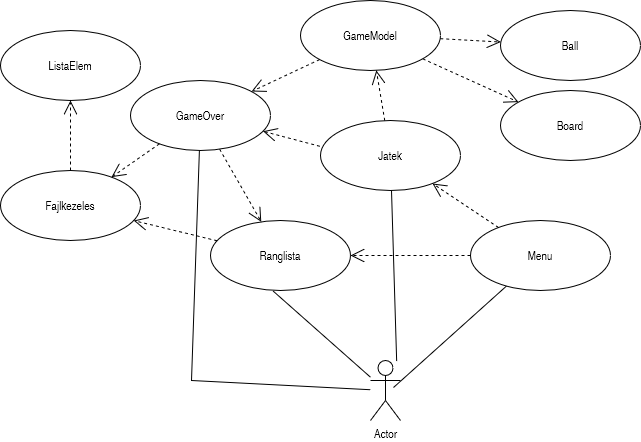 GameModel
Ball
ListaElem
GameOver
Board
Jatek
Fajlkezeles
Ranglista
Menu
Actor